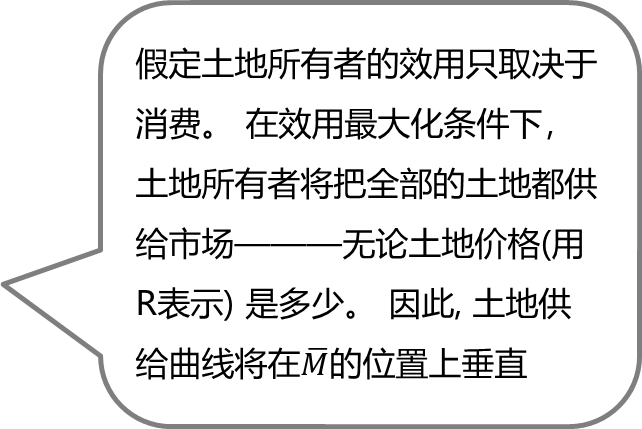 假定土地所有者的效用只取决于
消费。 在效用最大化条件下，
土地所有者将把全部的土地都供
给市场————无论土地价格(用
R表示) 是多少。 因此, 土地供
给曲线将在M̄的位置上垂直